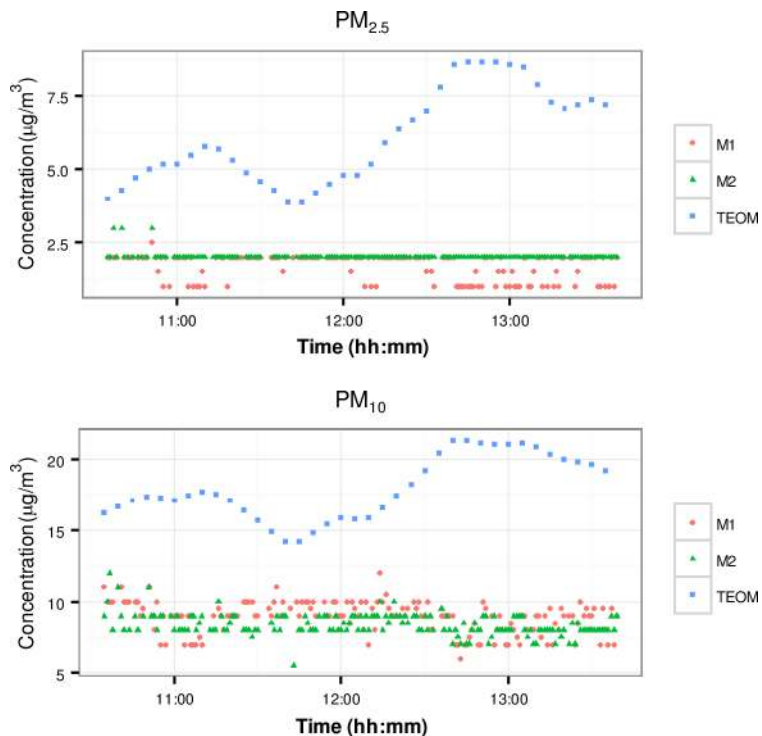 PM2.5
Concentration (μg/m3)
7.5
5.0
2.5
11:00
12:00
13:00
Time (hh:mm)
M1
M2
TEOM
PM10
Concentration (μg/m3)
20
15
10
5
11:00
12:00
13:00
Time (hh:mm)
M1
M2
TEOM